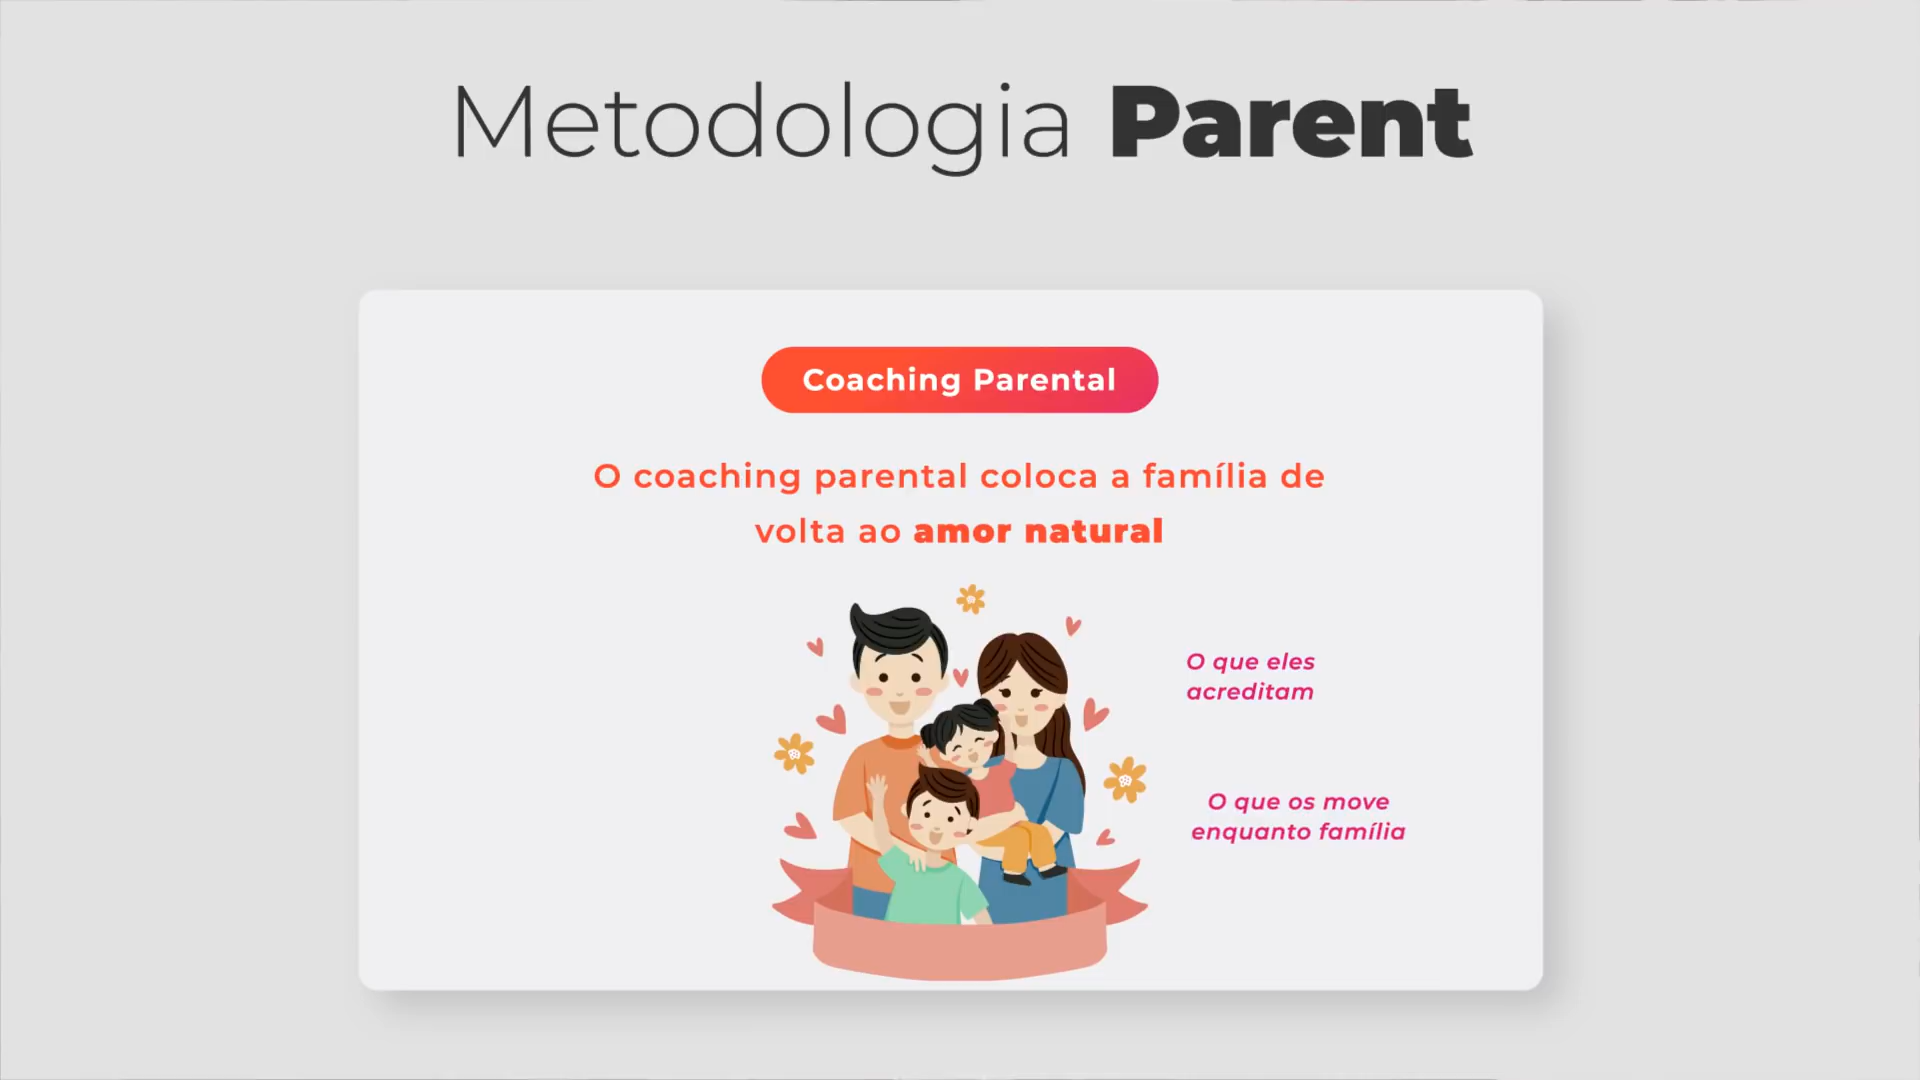 Metodologia Parent
Coaching Parental
O coaching parental coloca a família de
volta ao amor natural
O que eles
acreditam
O que os move
enquanto família